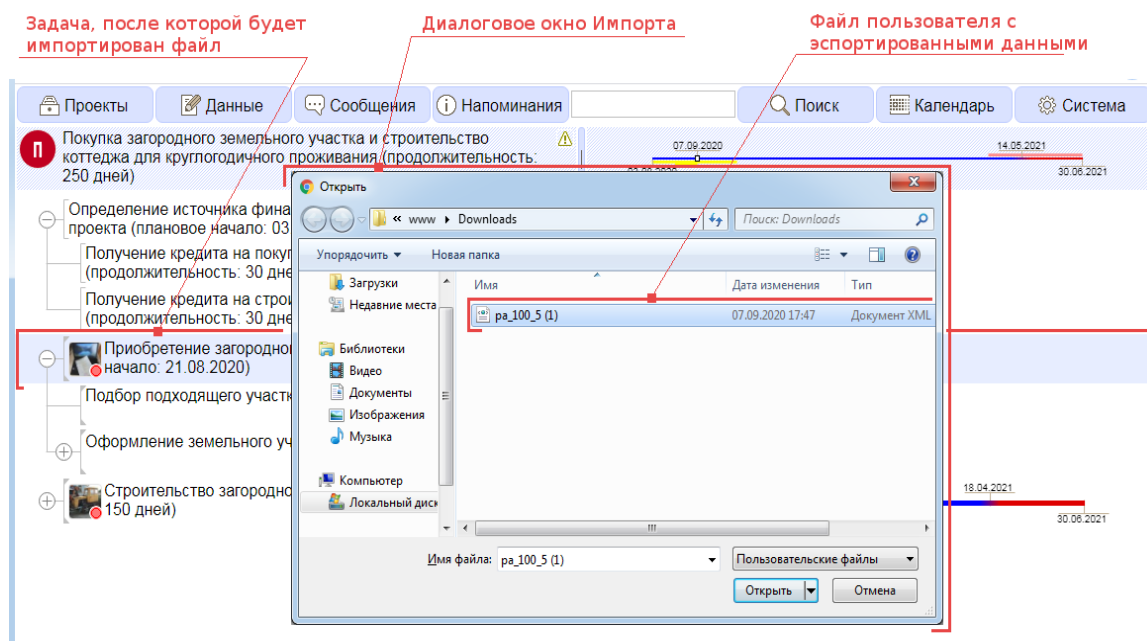 Задача, после которой будет
импортирован файл
Диалоговое окно Импорта
Файл пользователя с
эспортированными данными
Проекты
Данные
Сообщения
Напоминания
Поиск
Календарь
Система
П
Покупка загородного земельного участка и строительство
коттеджа для круглогодичного проживания (продолжительность:
250 дней)
07.09.2020
14.05.2021
30.06.2021
Определение источника фина
проекта (плановое начало: 03
Получение кредита на покуп
(продолжительность: 30 дне
Получение кредита на строи
(продолжительность: 30 дне
Приобретение загородно
начало: 21.08.2020)
Подбор подходящего участк
Оформление земельного уч
Строительство загородно
150 дней)
18.04.2021
30.06.2021
Открыть
« www Downloads
Поиск: Downloads
Упорядочить
Новая папка
Загрузки
Недавние места
Библиотеки
Видео
Документы
Изображения
Музыка
Компьютер
Локальный диск
Имя
Дата изменения
Тип
pa_100_5 (1)
07.09.2020 17:47
Документ XML
Имя файла:
pa_100_5 (1)
Пользовательские файлы
Открыть
Отмена